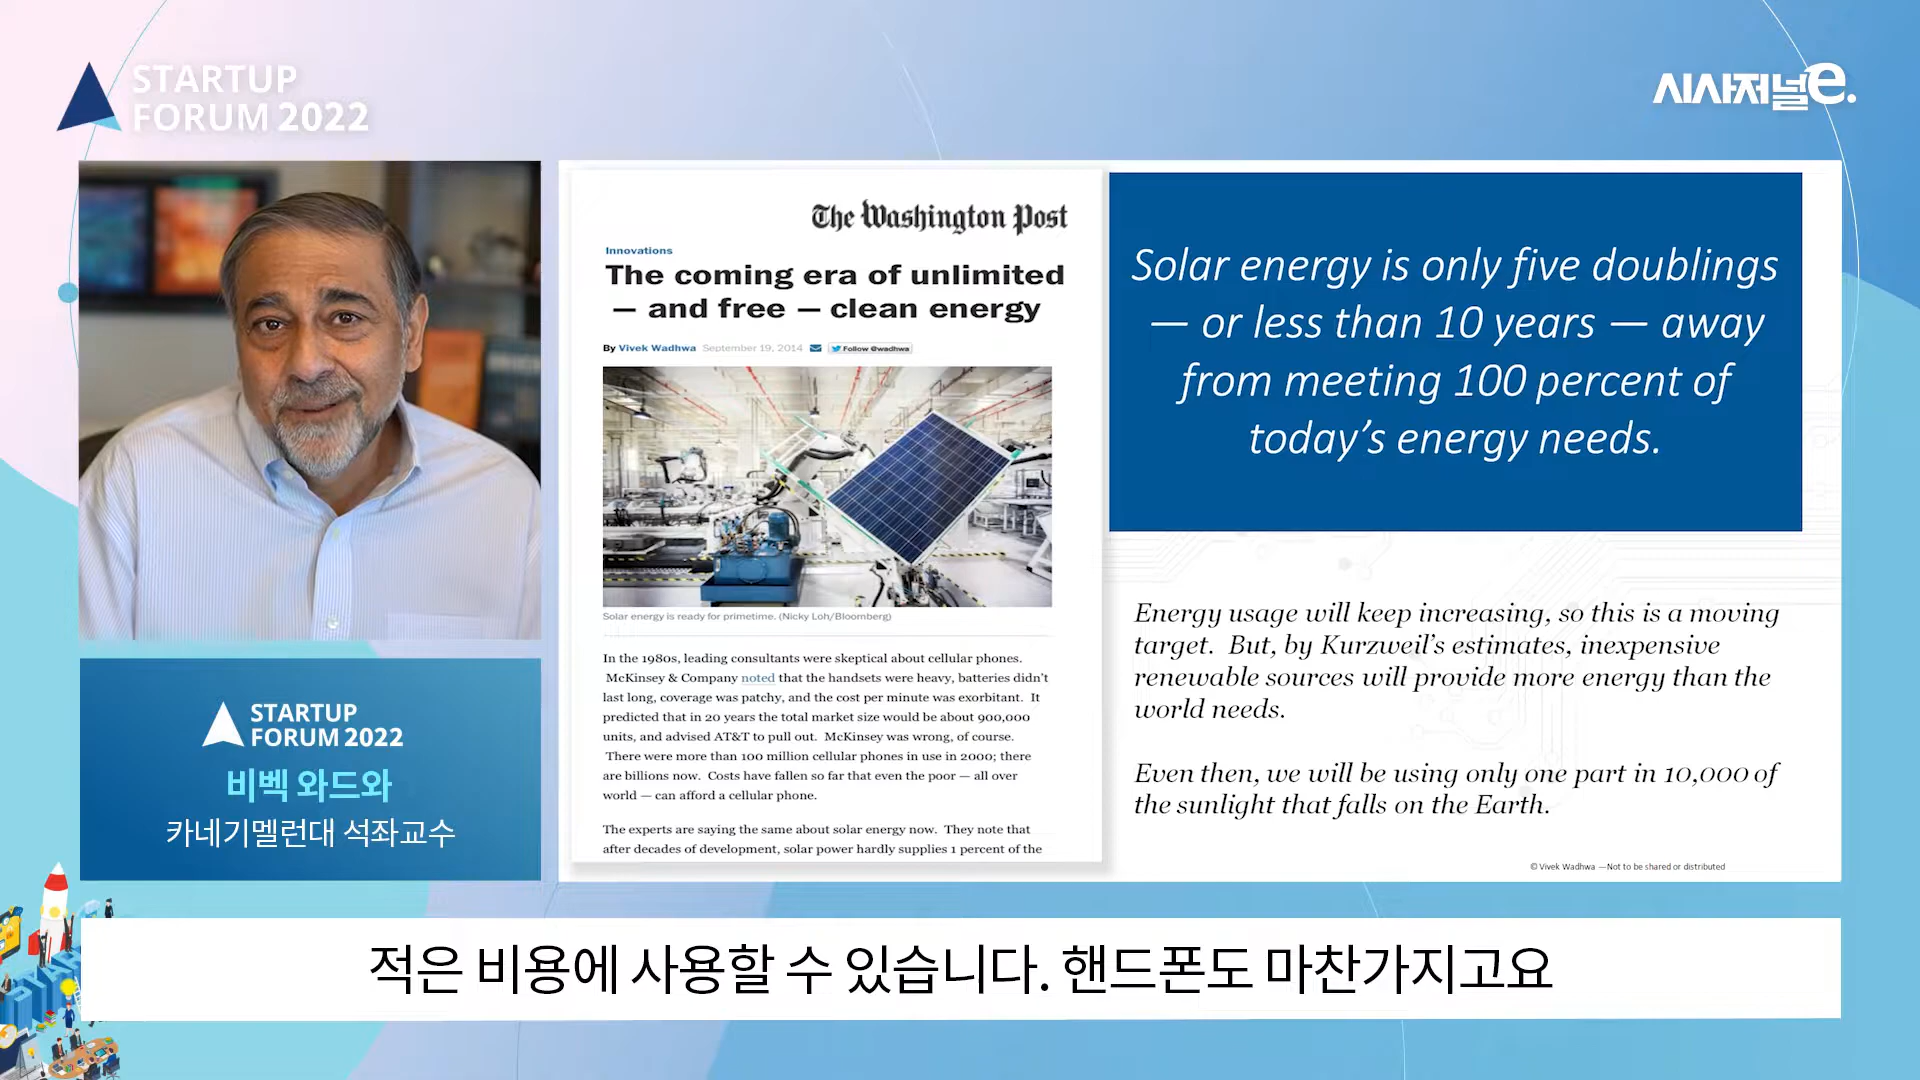 STARTUP
FORUM 2022
시사저널e.
The Washington Post
Innovations
The coming era of unlimited
— and free — clean energy
By Vivek Wadhwa September 19, 2014 Follow @wadhwa
Solar energy is ready for primetime. (Nicky Loh/Bloomberg)
In the 1980s, leading consultants were skeptical about cellular phones.
McKinsey & Company noted that the handsets were heavy, batteries didn't
last long, coverage was patchy, and the cost per minute was exorbitant. It
predicted that in 20 years the total market size would be about 900,000
units, and advised AT&T to pull out. McKinsey was wrong, of course.
There were more than 100 million cellular phones in use in 2000; there
are billions now. Costs have fallen so far that even the poor — all over
world — can afford a cellular phone.
The experts are saying the same about solar energy now. They note that
after decades of development, solar power hardly supplies 1 percent of the
Solar energy is only five doublings
— or less than 10 years — away
from meeting 100 percent of
today's energy needs.
Energy usage will keep increasing, so this is a moving
target. But, by Kurzweil's estimates, inexpensive
renewable sources will provide more energy than the
world needs.
Even then, we will be using only one part in 10,000 of
the sunlight that falls on the Earth.
© Vivek Wadhwa —Not to be shared or distributed
STARTUP
FORUM 2022
비벡 와드와
카네기멜런대 석좌교수
적은 비용에 사용할 수 있습니다. 핸드폰도 마찬가지고요